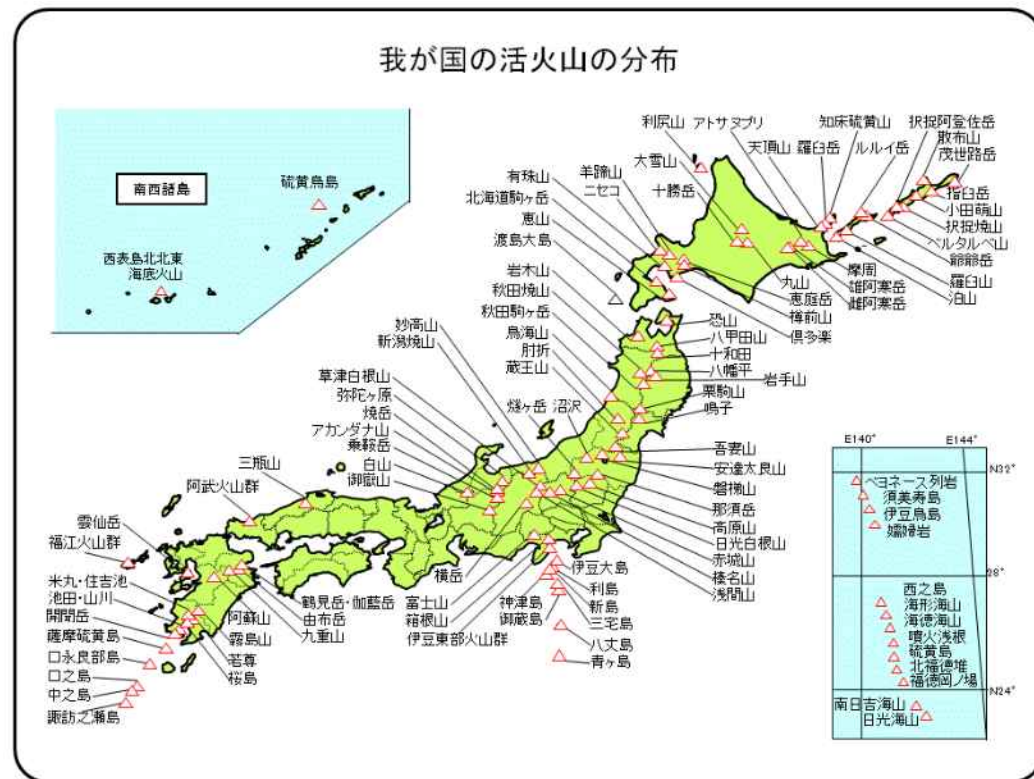 我が国の活火山の分布
南西諸島
硫黄鳥島
西表島北北東
海底火山
利尻山
アトサヌプリ
知床硫黄山
択捉阿登佐岳
散布山
茂世路岳
天頂山
羅臼岳
ルルイ岳
大雪山
十勝岳
羊蹄山
ニセコ
有珠山
北海道駒ヶ岳
恵山
渡島大島
指臼岳
小田萌山
択捉焼山
ベルタルベ山
爺爺岳
羅臼山
泊山
摩周
雄阿寒岳
雌阿寒岳
丸山
恵庭岳
樽前山
倶多楽
岩木山
秋田焼山
秋田駒ヶ岳
鳥海山
肘折
蔵王山
恐山
八甲田山
十和田
八幡平
岩手山
栗駒山
鳴子
妙高山
新潟焼山
草津白根山
弥陀ヶ原
焼岳
アカンダナ山
乗鞍岳
白山
御嶽山
燧ヶ岳
沼沢
吾妻山
安達太良山
磐梯山
那須岳
高原山
日光白根山
赤城山
榛名山
浅間山
三瓶山
阿武火山群
雲仙岳
福江火山群
米丸・住吉池
池田・山川
開聞岳
薩摩硫黄島
口永良部島
口之島
中之島
諏訪之瀬島
阿蘇山
霧島山
若尊
桜島
鶴見岳・伽藍岳
由布岳
九重山
横岳
富士山
箱根山
伊豆東部火山群
伊豆大島
利島
新島
神津島
三宅島
御蔵島
八丈島
青ヶ島
E140°
E144°
N32°
ベヨネース列岩
須美寿島
伊豆鳥島
孀婦岩
28°
西之島
海形海山
海徳海山
噴火浅根
硫黄島
北福徳堆
福徳岡ノ場
N24°
南日吉海山
日光海山